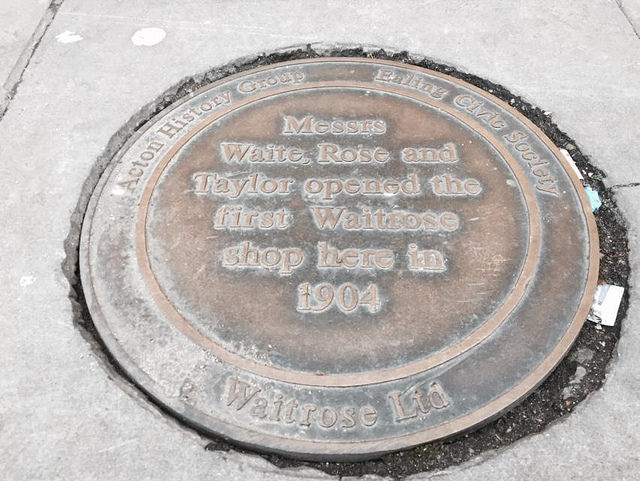 Acton History Group
Ealing Civic Society
Messrs
Waite, Rose and
Taylor opened the
first Waitrose
shop here in
1904
Waitrose Ltd